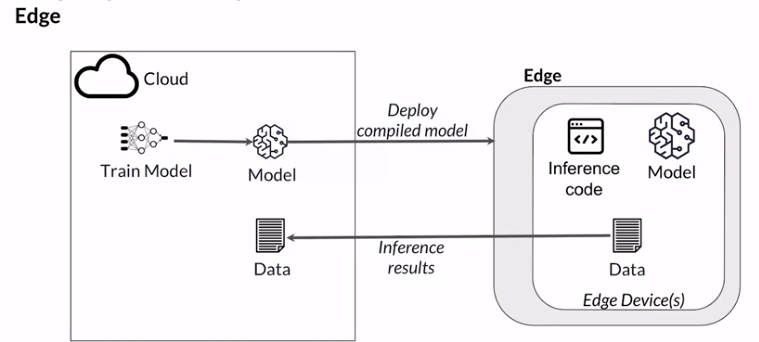 Edge
Cloud
Edge
Deploy
compiled model
Train Model
Model
</>
Inference
code
Model
Data
Inference
results
Data
Edge Device(s)